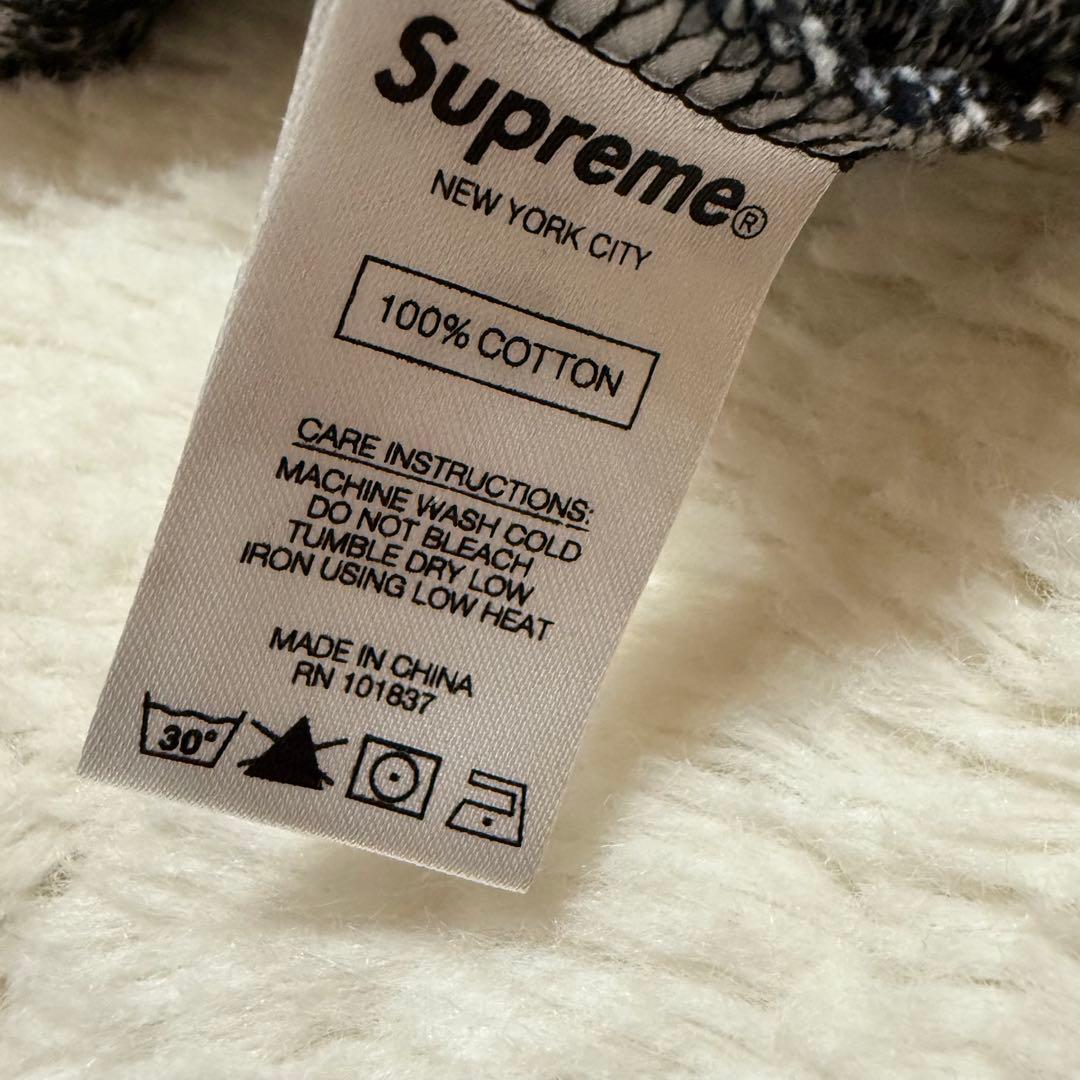 Supreme®
NEW YORK CITY
100% COTTON
CARE INSTRUCTIONS:
MACHINE WASH COLD
DO NOT BLEACH
TUMBLE DRY LOW
IRON USING LOW HEAT
MADE IN CHINA
RN 101837
30°